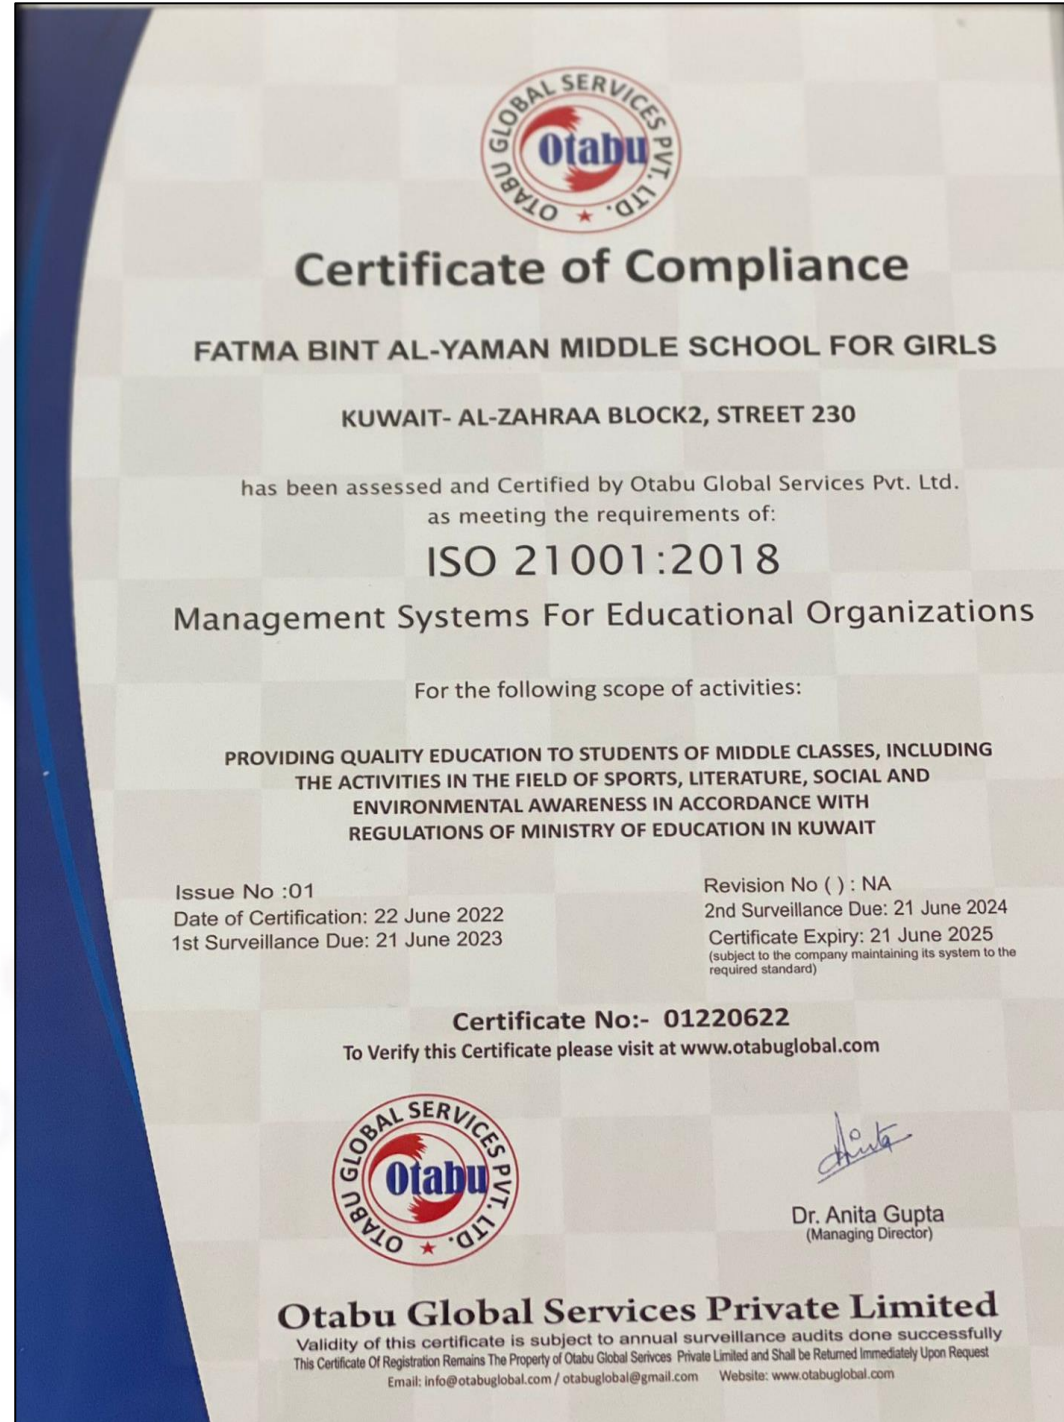 OTABU GLOBAL SERVICES PVT. LTD.
Otabu
Certificate of Compliance
FATMA BINT AL-YAMAN MIDDLE SCHOOL FOR GIRLS
KUWAIT- AL-ZAHRAA BLOCK2, STREET 230
has been assessed and Certified by Otabu Global Services Pvt. Ltd.
as meeting the requirements of:
ISO 21001:2018
Management Systems For Educational Organizations
For the following scope of activities:
PROVIDING QUALITY EDUCATION TO STUDENTS OF MIDDLE CLASSES, INCLUDING
THE ACTIVITIES IN THE FIELD OF SPORTS, LITERATURE, SOCIAL AND
ENVIRONMENTAL AWARENESS IN ACCORDANCE WITH
REGULATIONS OF MINISTRY OF EDUCATION IN KUWAIT
Issue No :01
Date of Certification: 22 June 2022
1st Surveillance Due: 21 June 2023
Revision No ( ) : NA
2nd Surveillance Due: 21 June 2024
Certificate Expiry: 21 June 2025
(subject to the company maintaining its system to the
required standard)
Certificate No:- 01220622
To Verify this Certificate please visit at www.otabuglobal.com
OTABU GLOBAL SERVICES PVT. LTD.
Otabu
Anita
Dr. Anita Gupta
(Managing Director)
Otabu Global Services Private Limited
Validity of this certificate is subject to annual surveillance audits done successfully
This Certificate Of Registration Remains The Property of Otabu Global Serivces Private Limited and Shall be Returned Immediately Upon Request
Email: info@otabuglobal.com / otabuglobal@gmail.com Website: www.otabuglobal.com